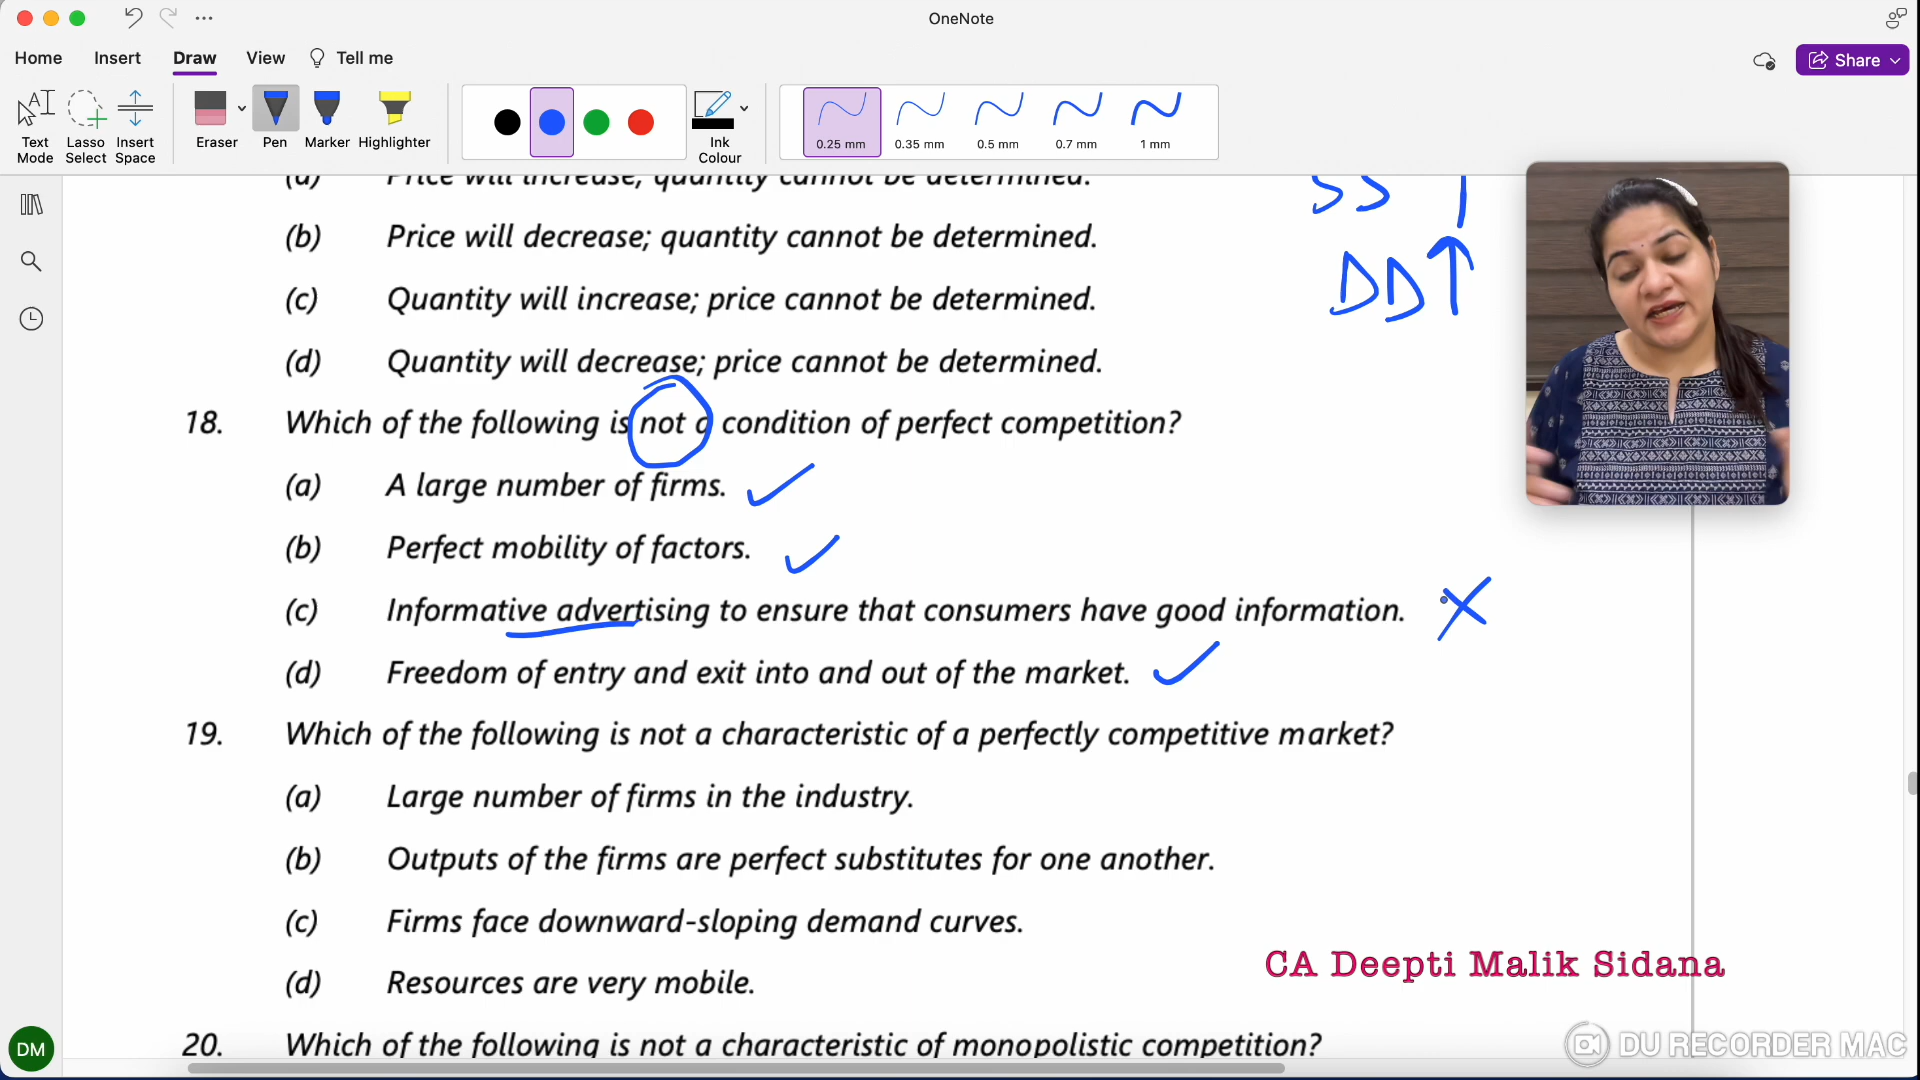 OneNote
Home Insert Draw View Tell me Share
Text Mode Lasso Select Insert Space Eraser Pen Marker Highlighter Ink Colour 0.25 mm 0.35 mm 0.5 mm 0.7 mm 1 mm
(a) Price will increase; quantity cannot be determined.
SS ↑
(b) Price will decrease; quantity cannot be determined.
DD ↑
(c) Quantity will increase; price cannot be determined.
(d) Quantity will decrease; price cannot be determined.
18. Which of the following is not a condition of perfect competition?
(a) A large number of firms.
(b) Perfect mobility of factors.
(c) Informative advertising to ensure that consumers have good information.
(d) Freedom of entry and exit into and out of the market.
19. Which of the following is not a characteristic of a perfectly competitive market?
(a) Large number of firms in the industry.
(b) Outputs of the firms are perfect substitutes for one another.
(c) Firms face downward-sloping demand curves.
CA Deepti Malik Sidana
(d) Resources are very mobile.
20. Which of the following is not a characteristic of monopolistic competition?
DM
DU RECORDER MAC